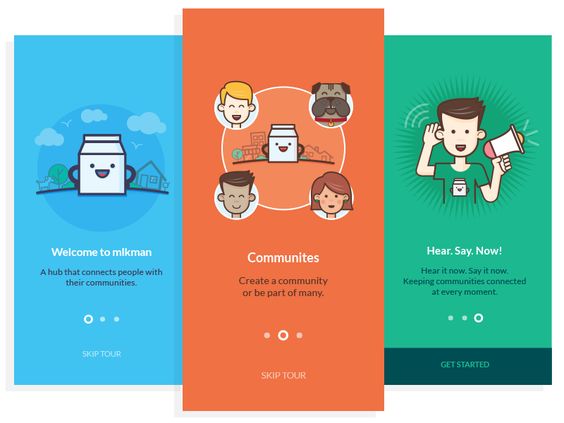 Welcome to mlkman
A hub that connects people with
their communities.
SKIP TOUR
Communites
Create a community
or be part of many.
SKIP TOUR
Hear. Say. Now!
Hear it now. Say it now.
Keeping communities connected
at every moment.
GET STARTED